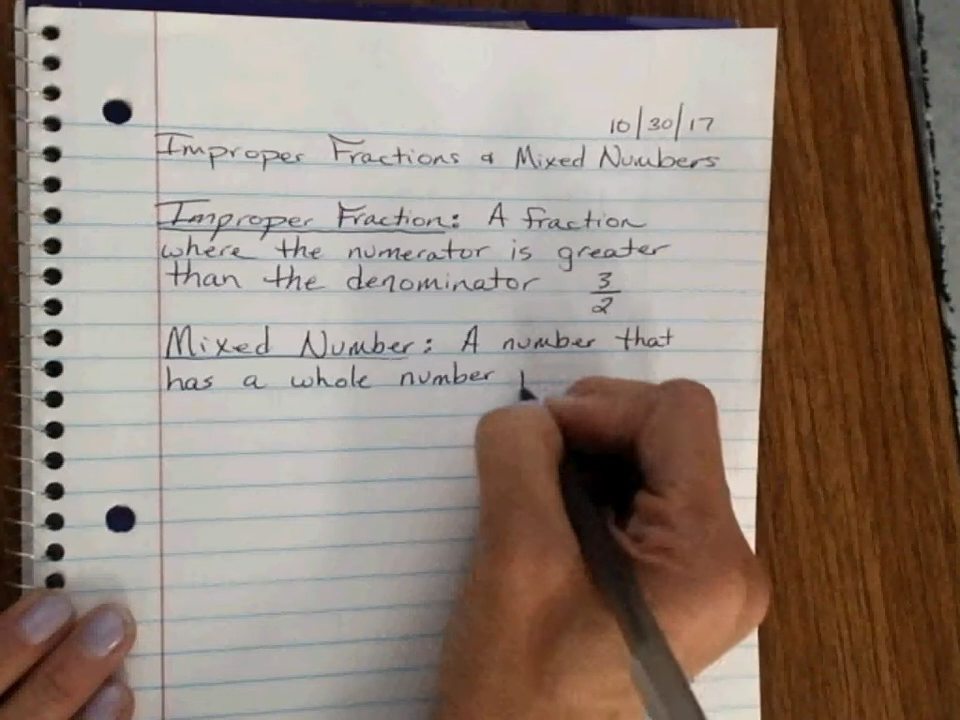 10/30/17
Improper Fractions & Mixed Numbers
Improper Fraction: A fraction
where the numerator is greater
than the denominator 3/2
Mixed Number: A number that
has a whole number